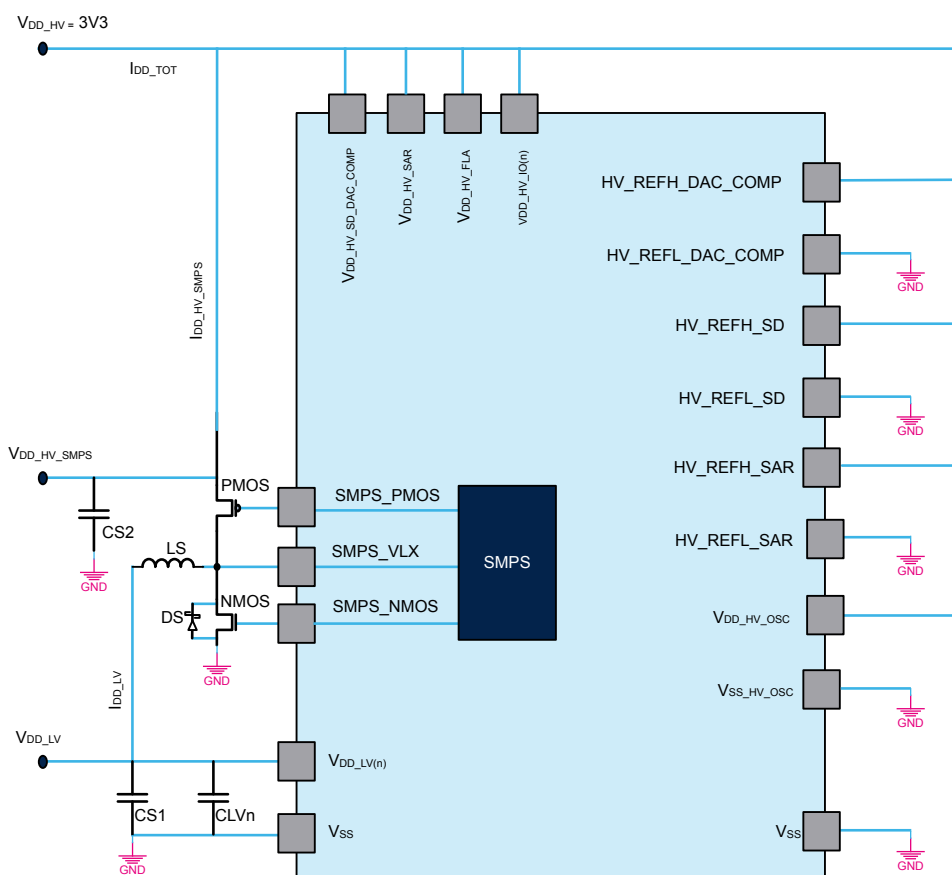 VDD_HV = 3V3
IDD_TOT
VDD_HV_SD_DAC_COMP
VDD_HV_SAR
VDD_HV_FLA
VDD_HV_IO(n)
IDD_HV_SMPS
HV_REFH_DAC_COMP
HV_REFL_DAC_COMP
GND
HV_REFH_SD
HV_REFL_SD
GND
VDD_HV_SMPS
CS2
GND
PMOS
SMPS_PMOS
HV_REFH_SAR
LS
SMPS_VLX
SMPS
HV_REFL_SAR
GND
DS
NMOS
SMPS_NMOS
GND
VDD_HV_OSC
IDD_LV
VSS_HV_OSC
GND
VDD_LV
VDD_LV(n)
CS1
CLVn
GND
VSS
VSS
GND